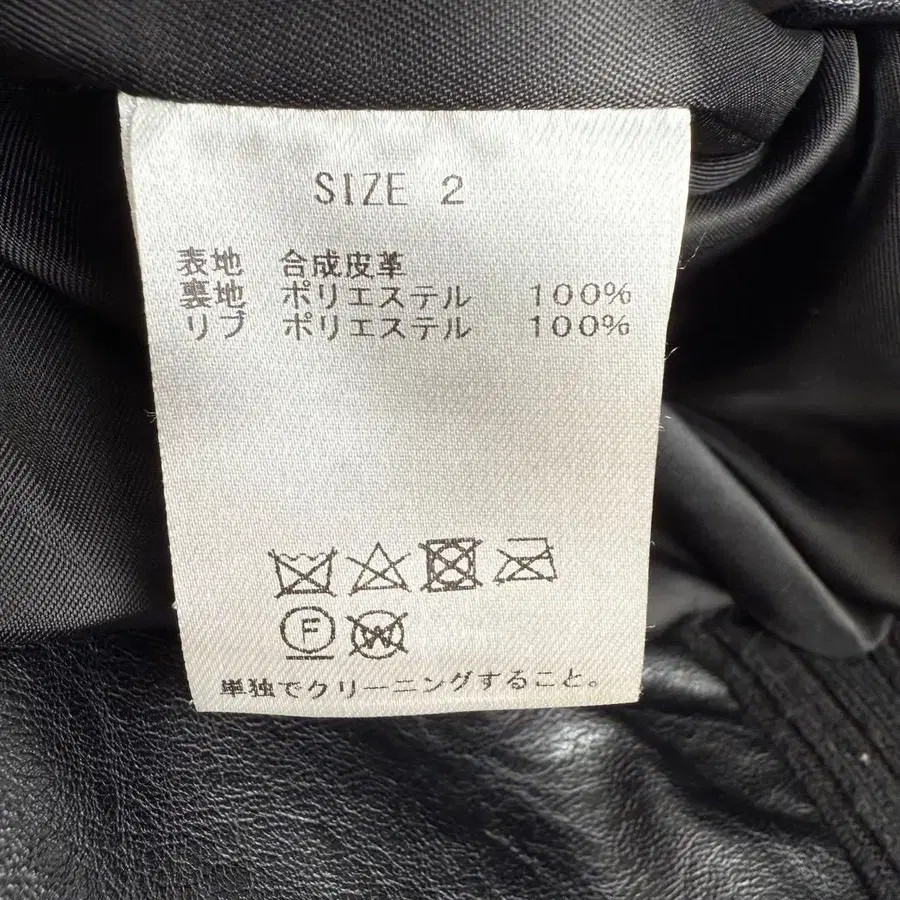 SIZE 2
表地 合成皮革
裏地 ポリエステル 100%
リブ ポリエステル 100%
F W
単独でクリーニングすること。